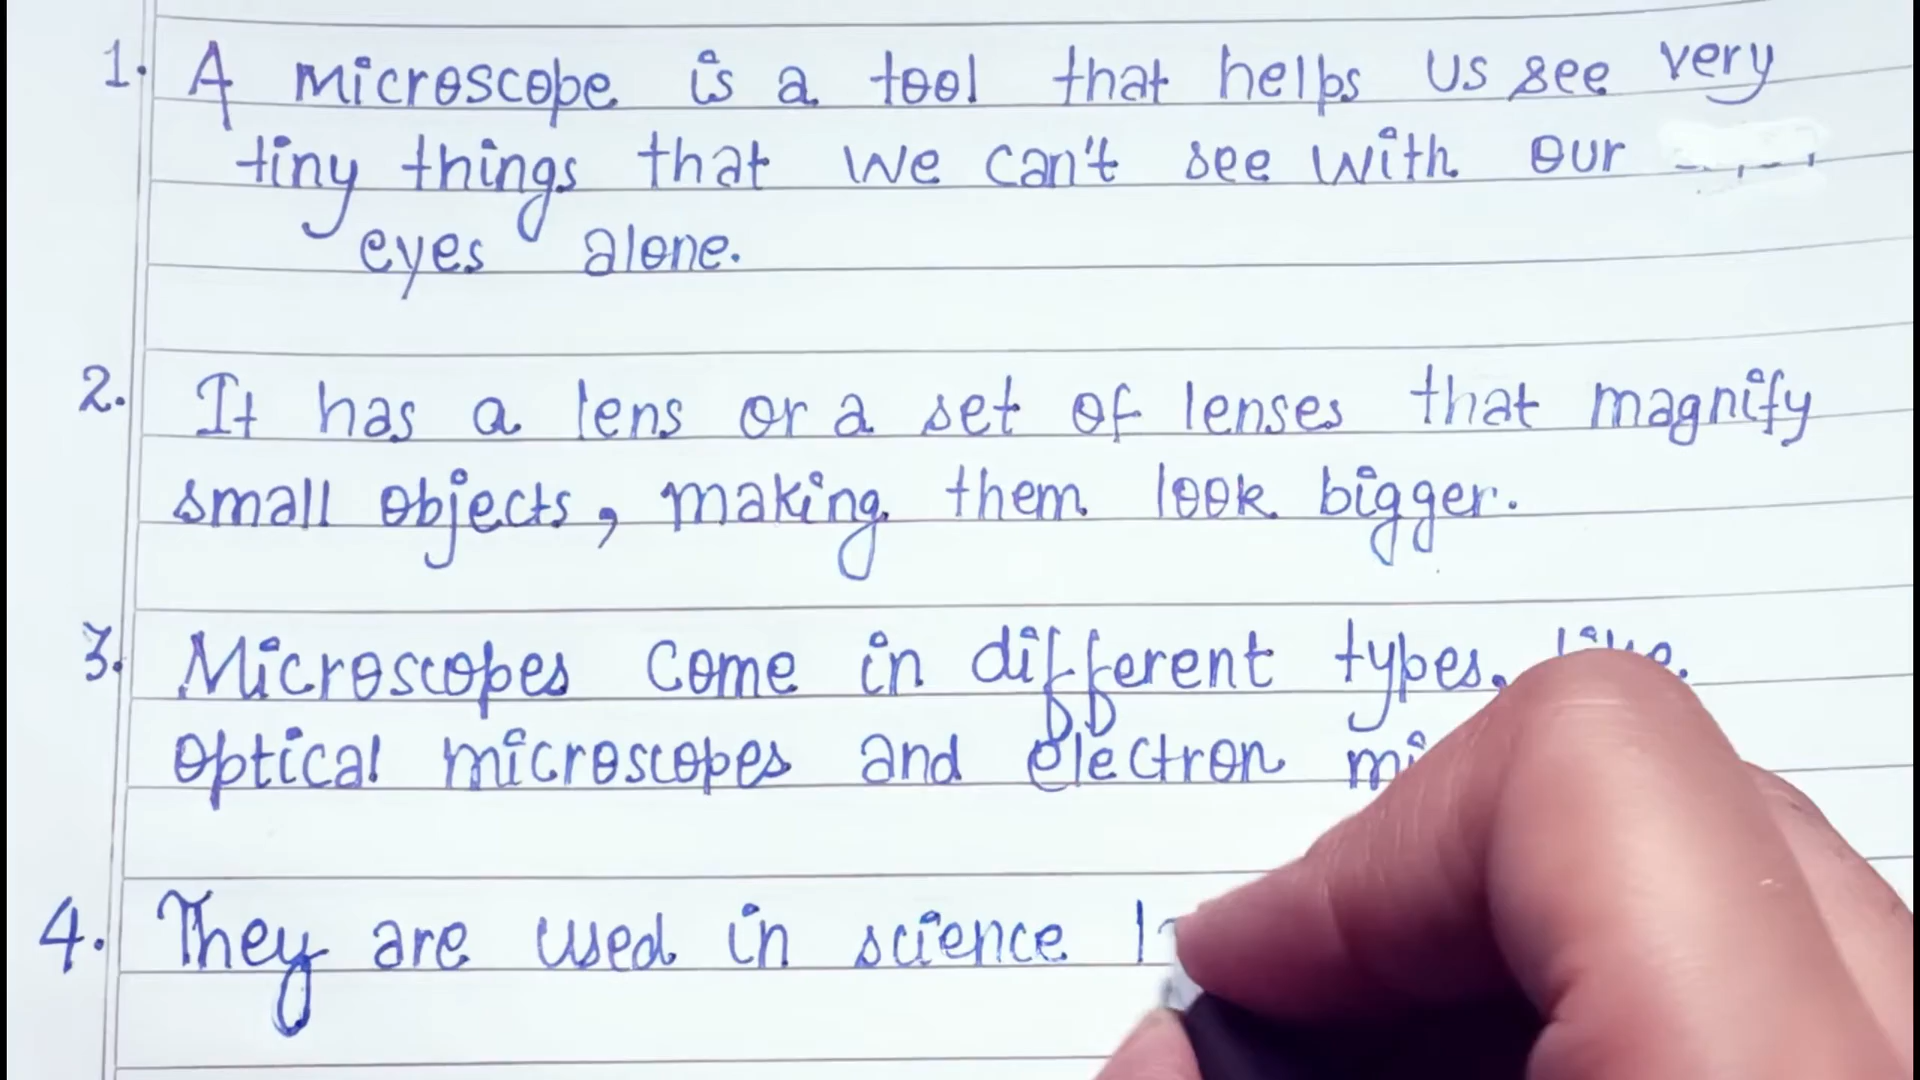 1. A microscope is a tool that helps us see very
tiny things that we can't see with our
eyes alone.
2. It has a lens or a set of lenses that magnify
small objects, making them look bigger.
3. Microscopes come in different types, like
optical microscopes and electron
4. They are used in science